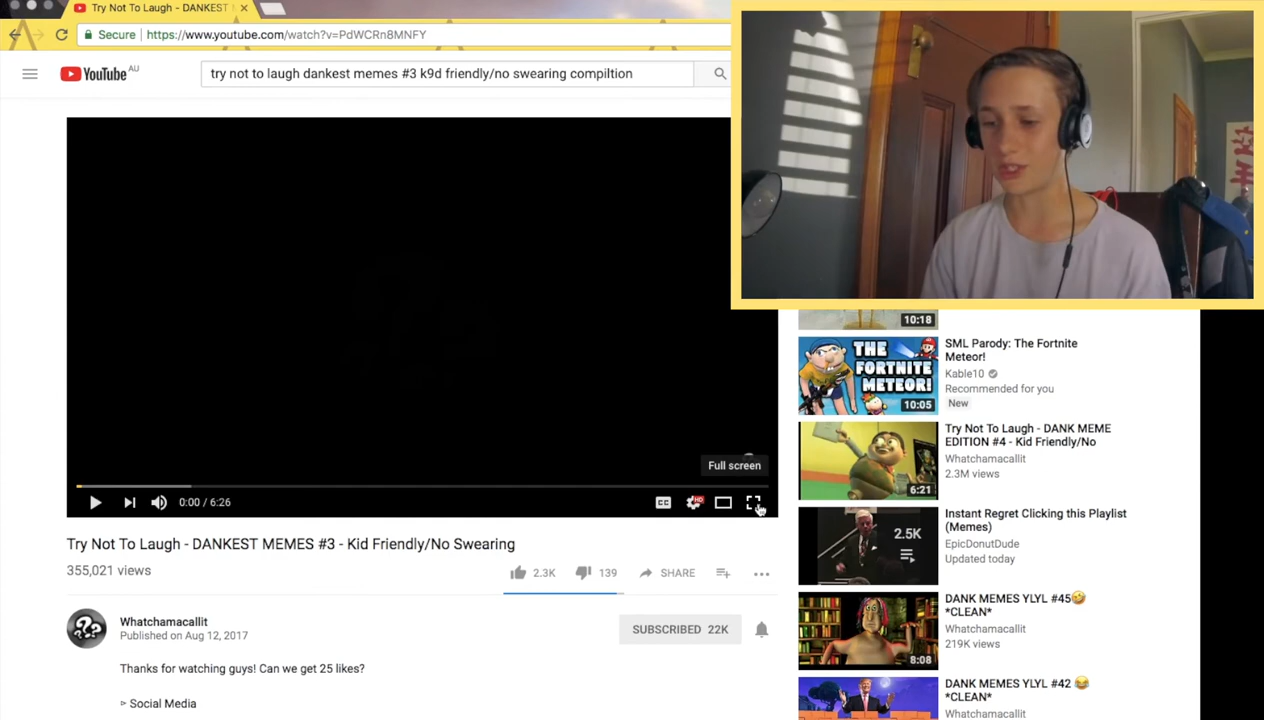 Try Not To Laugh - DANKEST
Secure
https://www.youtube.com/watch?v=PdWCRn8MNFY
YouTube AU
try not to laugh dankest memes #3 k9d friendly/no swearing compiltion
10:18
THE FORTNITE METEOR!
10:05
SML Parody: The Fortnite
Meteor!
Kable10
Recommended for you
New
Full screen
0:00 / 6:26
CC
HD
6:21
Try Not To Laugh - DANK MEME
EDITION #4 - Kid Friendly/No
Whatchamacallit
2.3M views
2.5K
Instant Regret Clicking this Playlist
(Memes)
EpicDonutDude
Updated today
Try Not To Laugh - DANKEST MEMES #3 - Kid Friendly/No Swearing
355,021 views
2.3K
139
SHARE
8:08
DANK MEMES YLYL #45🤣
*CLEAN*
Whatchamacallit
219K views
???
Whatchamacallit
Published on Aug 12, 2017
SUBSCRIBED 22K
Thanks for watching guys! Can we get 25 likes?
▹ Social Media
DANK MEMES YLYL #42 😂
*CLEAN*
Whatchamacallit